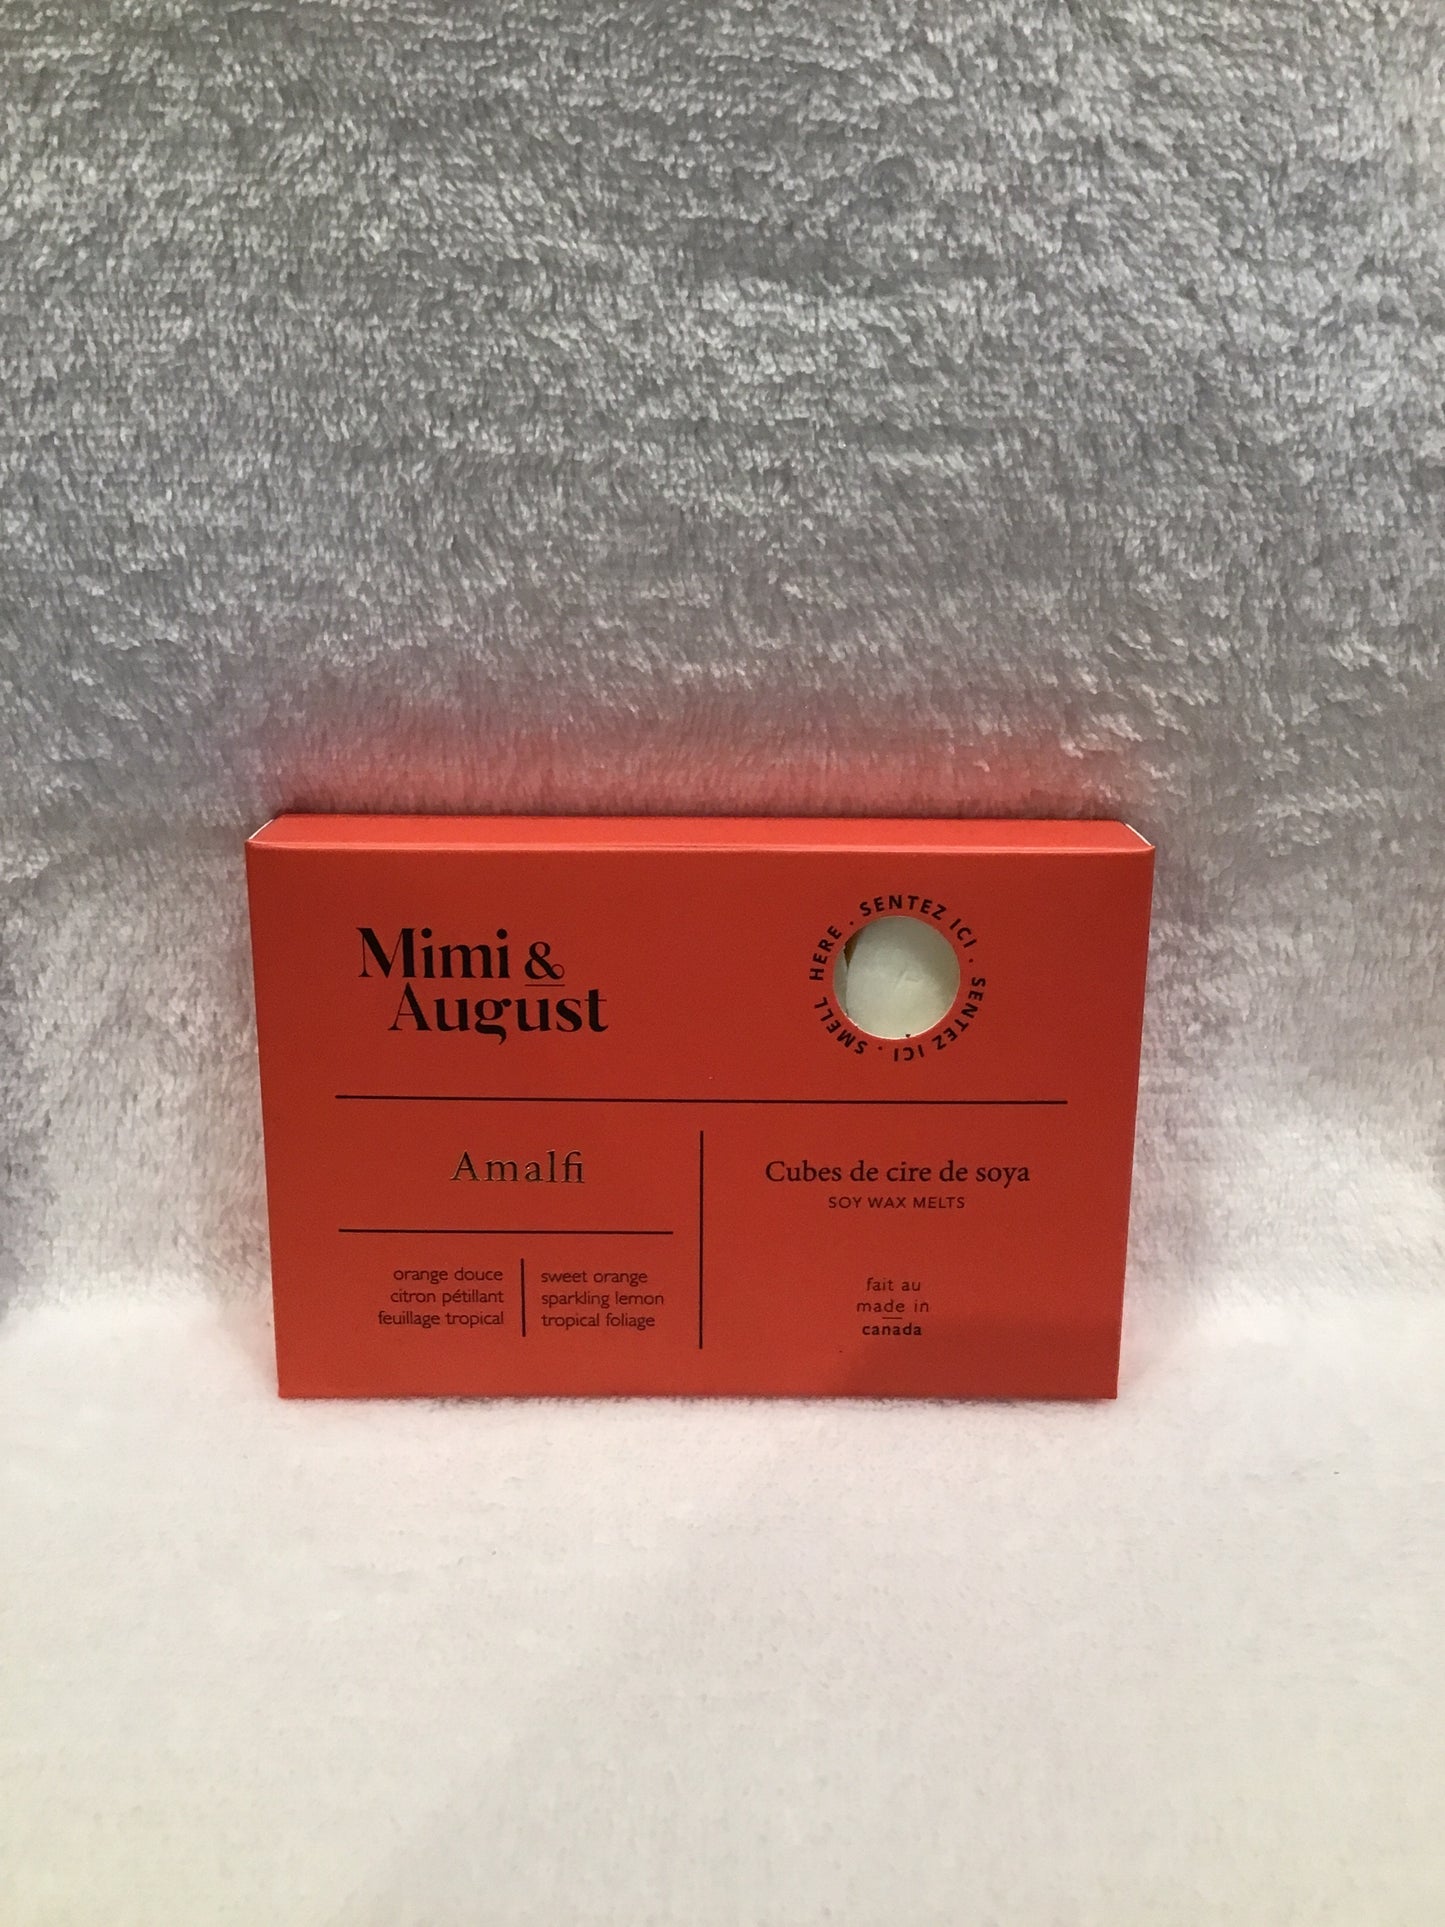 Mimi &
August
SENTEZ ICI · SENTEZ ICI · SMELL HERE ·
Amalfi
orange douce
citron pétillant
feuillage tropical
sweet orange
sparkling lemon
tropical foliage
Cubes de cire de soya
SOY WAX MELTS
fait au
made in
canada